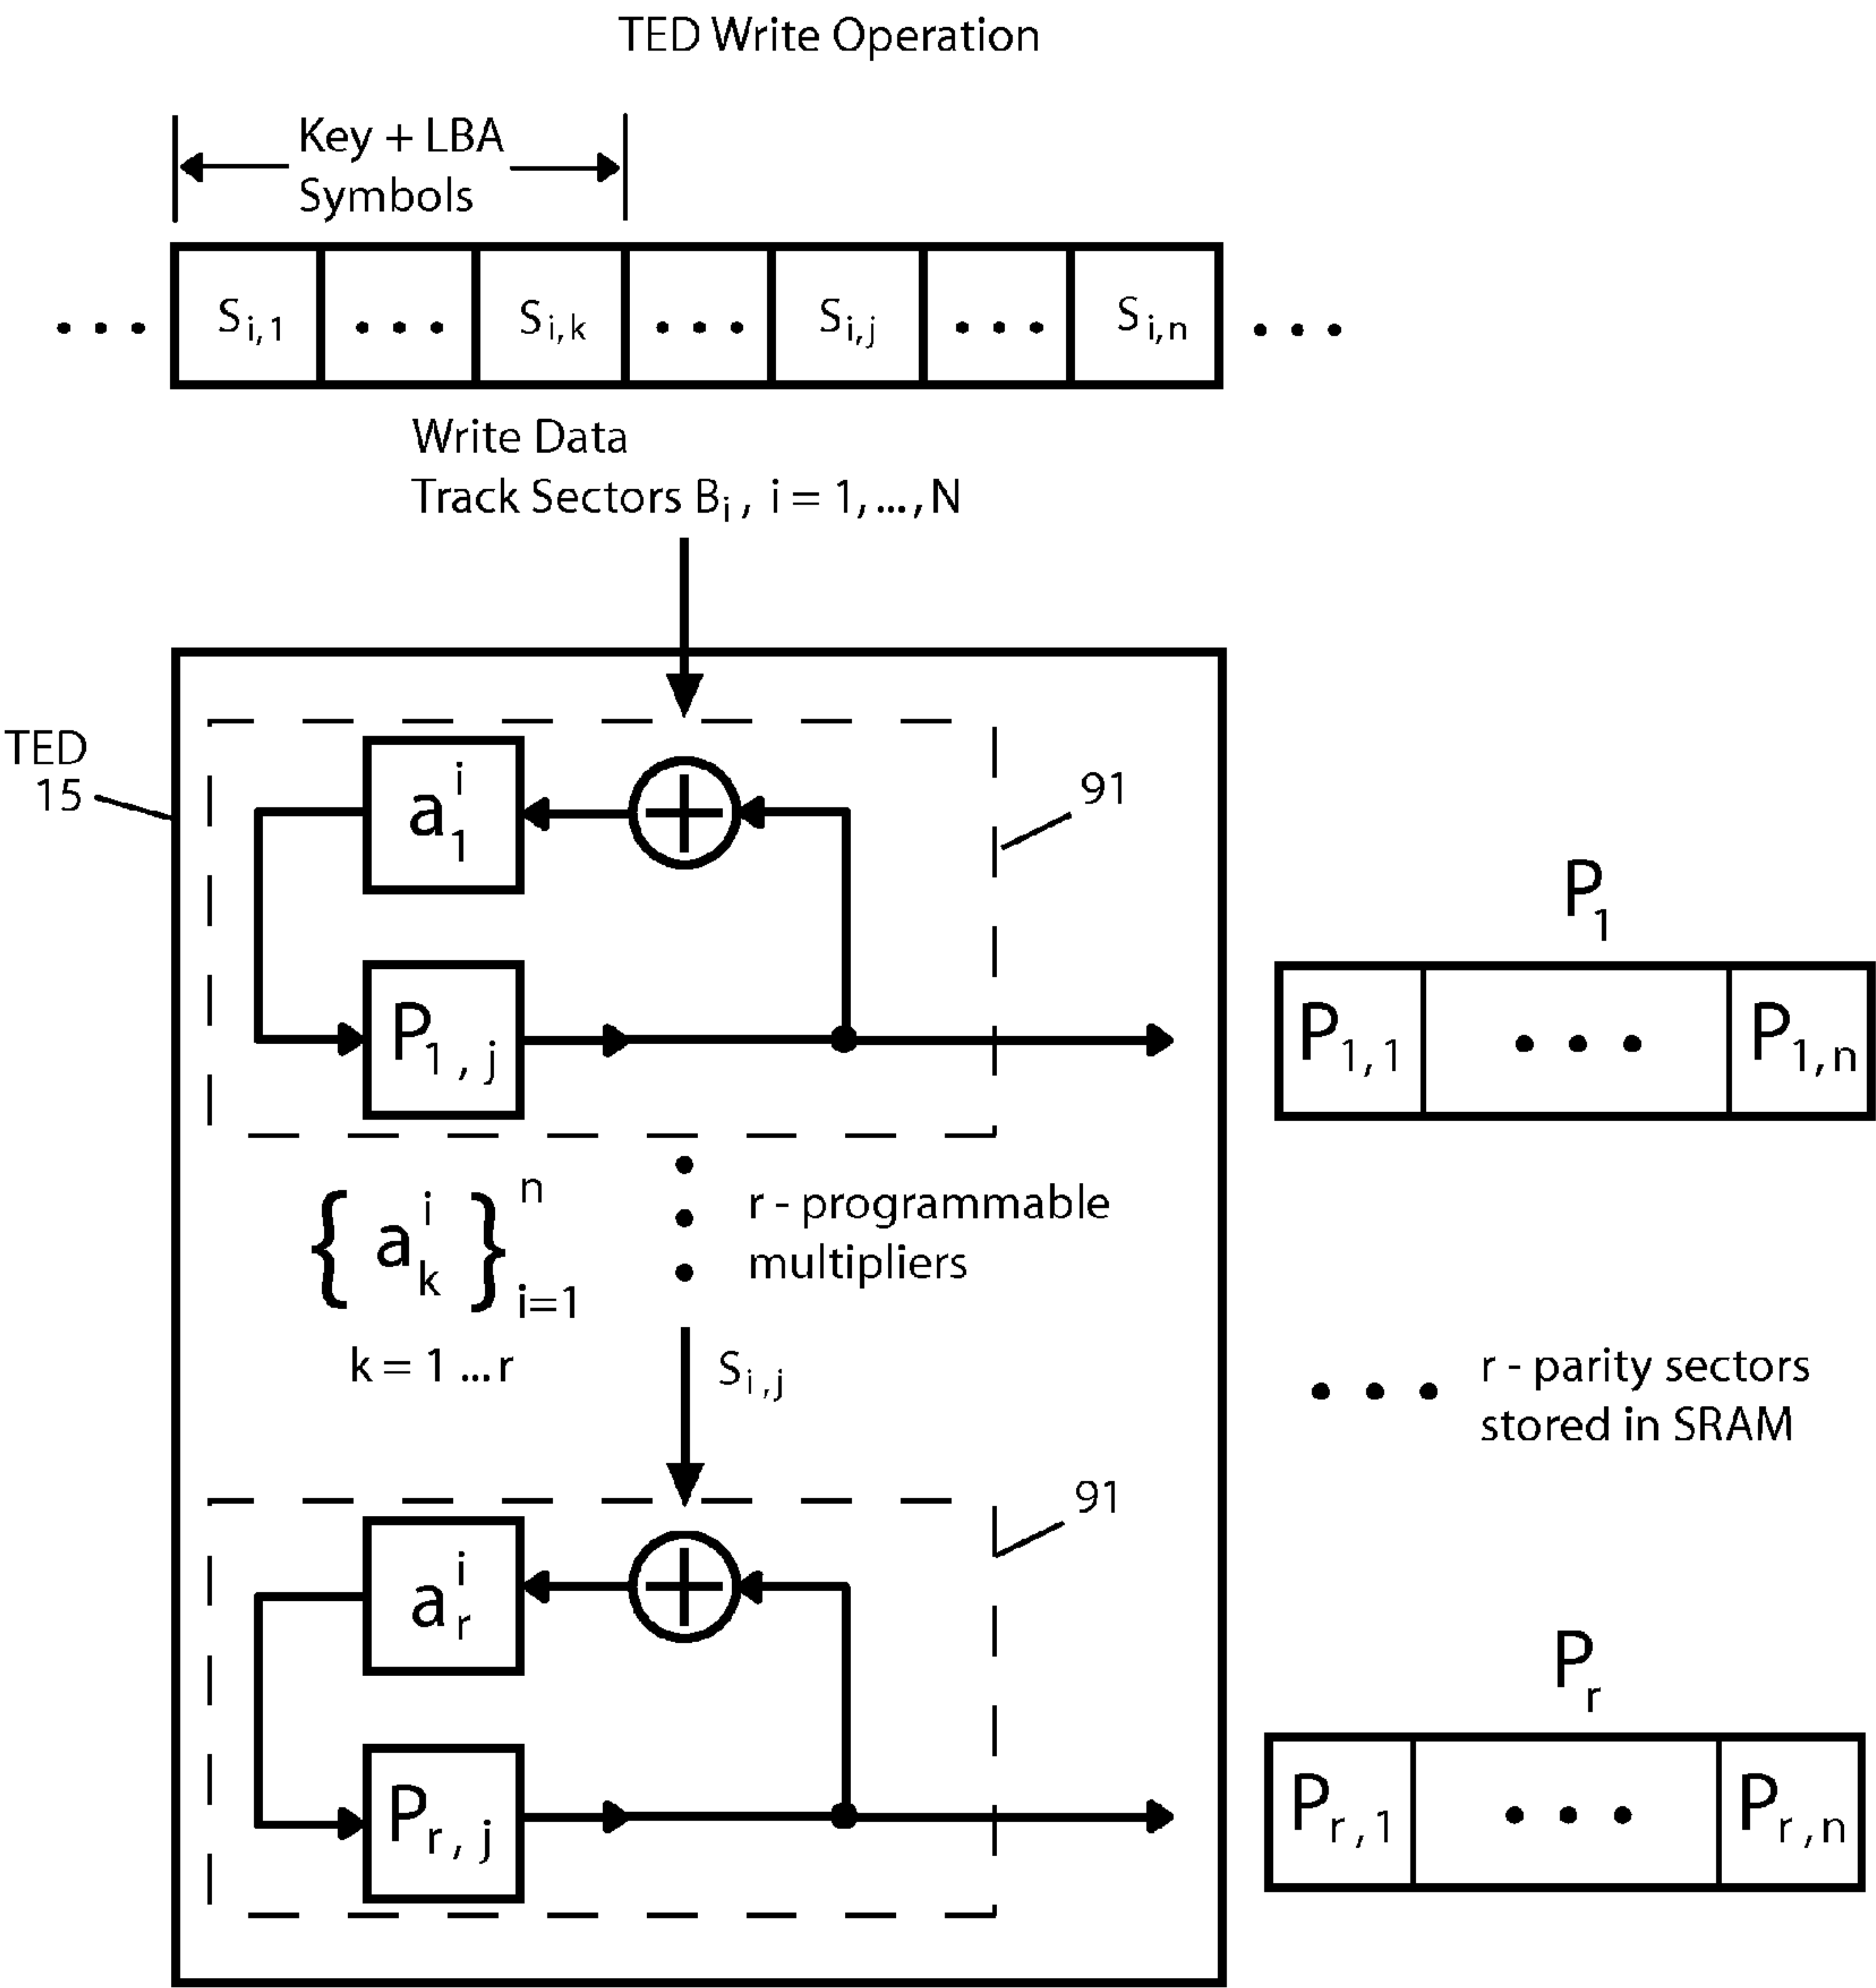 TED Write Operation
Key + LBA
Symbols
• • • S i,1 • • • S i,k • • • S i,j • • • S i,n • • •
Write Data
Track Sectors B i , i = 1, ... , N
TED
15
a 1 i
91
P 1
P 1 , j
P 1, 1 • • • P 1, n
{ a k i } i=1 n
r - programmable
multipliers
k = 1 ... r
S i , j
r - parity sectors
• • • stored in SRAM
91
a r i
P r
P r , j
P r , 1 • • • P r , n